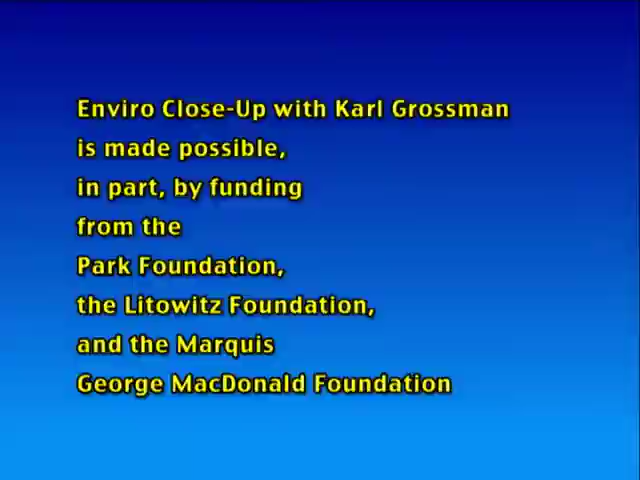 Enviro Close-Up with Karl Grossman
is made possible,
in part, by funding
from the
Park Foundation,
the Litowitz Foundation,
and the Marquis
George MacDonald Foundation